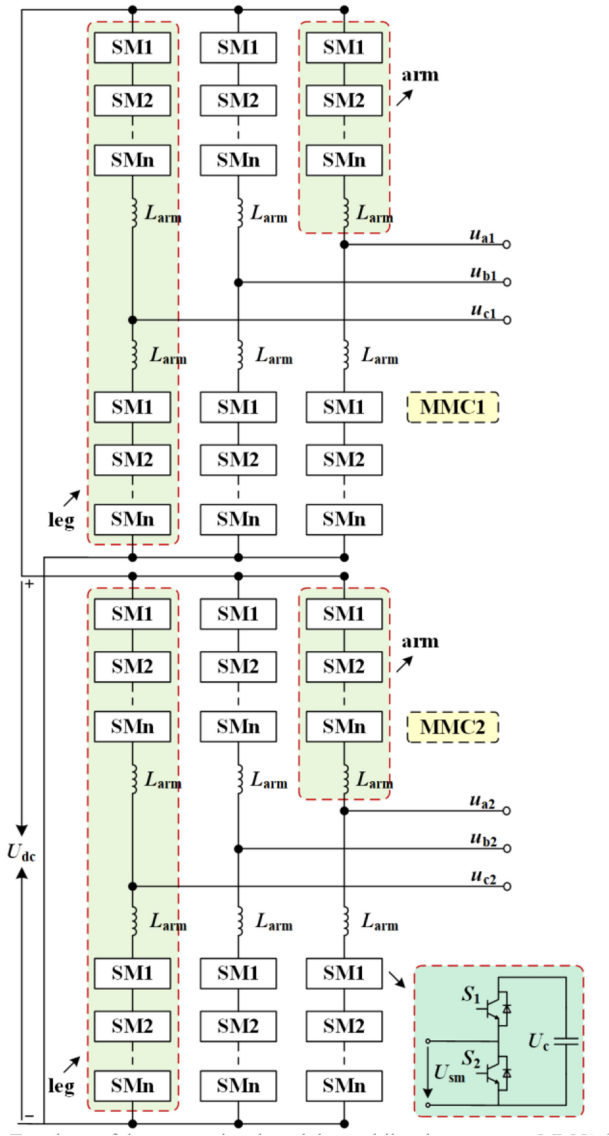 SM1 SM1 SM1
arm
SM2 SM2 SM2
SMn SMn SMn
Larm Larm Larm
ua1
ub1
uc1
Larm Larm Larm
SM1 SM1 SM1 MMC1
SM2 SM2 SM2
leg
SMn SMn SMn
+
SM1 SM1 SM1
arm
SM2 SM2 SM2
SMn SMn SMn MMC2
Larm Larm Larm
ua2
Udc
ub2
uc2
Larm Larm Larm
SM1 SM1 SM1
S1
SM2 SM2 SM2
Uc
S2
Usm
leg
SMn SMn SMn
−